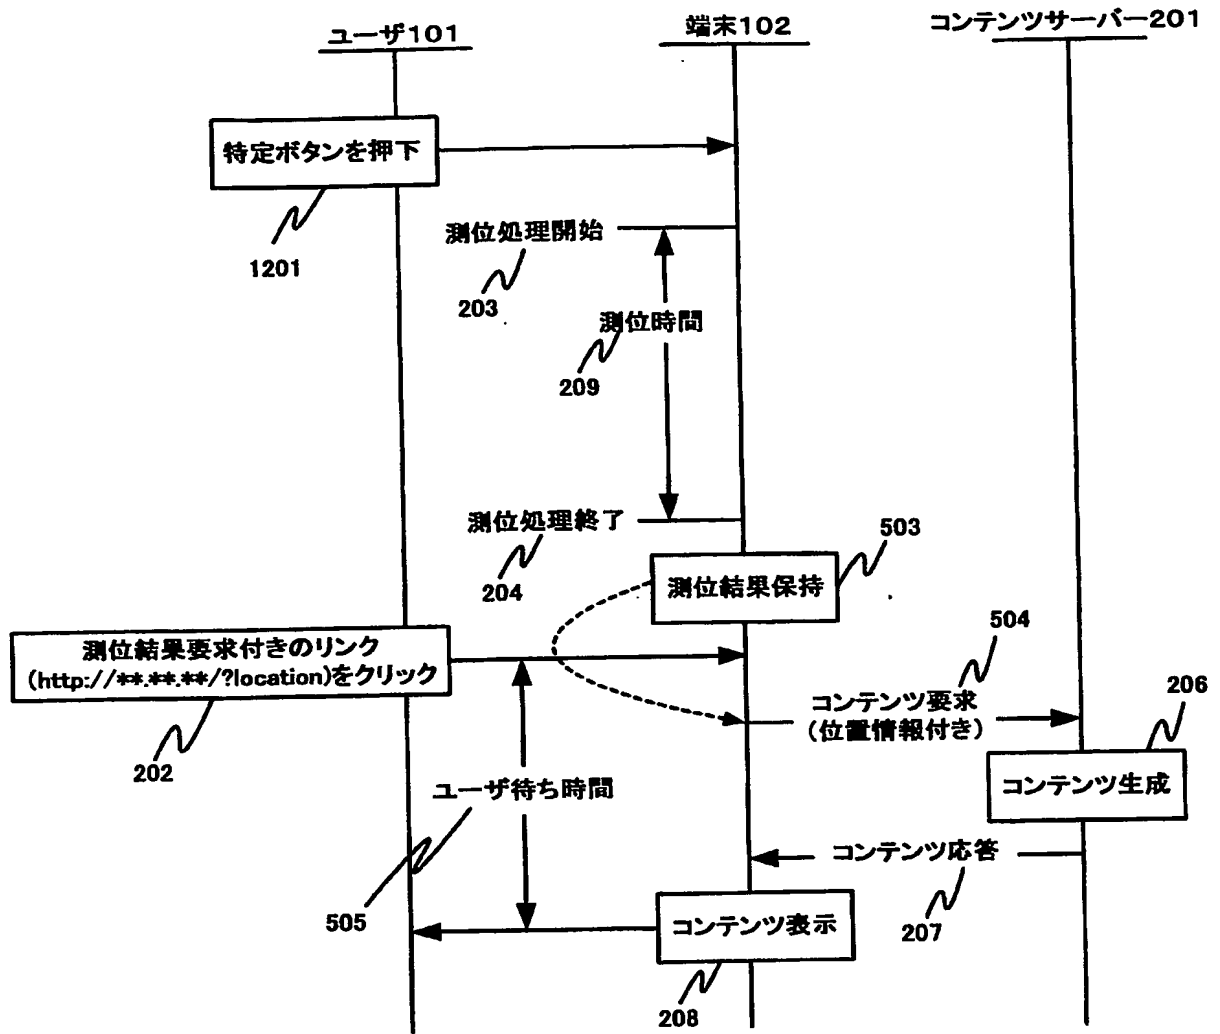 ユーザ101
端末102
コンテンツサーバー201
特定ボタンを押下
1201
測位処理開始
203
測位時間
209
測位処理終了
204
503
測位結果保持
測位結果要求付きのリンク
(http://**.**.**/?location)をクリック
202
504
コンテンツ要求
(位置情報付き)
206
コンテンツ生成
ユーザ待ち時間
505
コンテンツ応答
207
コンテンツ表示
208